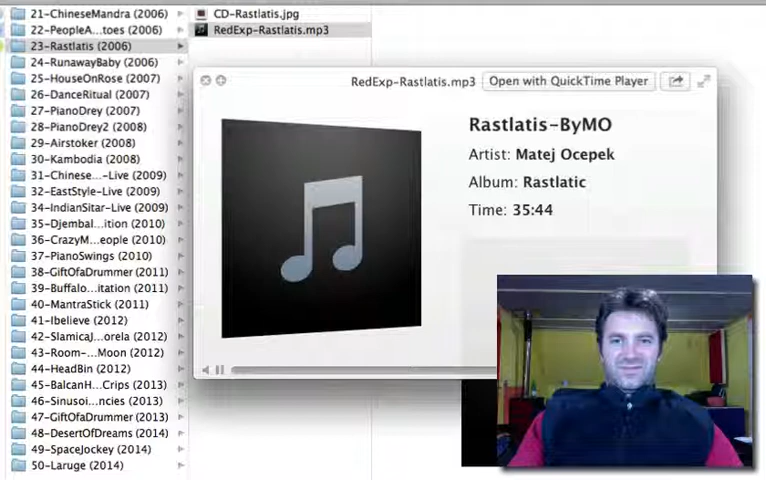 21-ChineseMandra (2006)
22-PeopleA...toes (2006)
23-Rastlatis (2006)
24-RunawayBaby (2006)
25-HouseOnRose (2007)
26-DanceRitual (2007)
27-PianoDrey (2007)
28-PianoDrey2 (2008)
29-Airstoker (2008)
30-Kambodia (2008)
31-Chinese...-Live (2009)
32-EastStyle-Live (2009)
34-IndianSitar-Live (2009)
35-Djembal...ition (2010)
36-CrazyM...eople (2010)
37-PianoSwings (2010)
38-GiftOfaDrummer (2011)
39-Buffalo...itation (2011)
40-MantraStick (2011)
41-Ibelieve (2012)
42-SlamicaJ...orela (2012)
43-Room-...Moon (2012)
44-HeadBin (2012)
45-BalcanH...Crips (2013)
46-Sinusoi...ncies (2013)
47-GiftOfaDrummer (2013)
48-DesertOfDreams (2014)
49-SpaceJockey (2014)
50-Laruge (2014)
CD-Rastlatis.jpg
RedExp-Rastlatis.mp3
RedExp-Rastlatis.mp3
Open with QuickTime Player
Rastlatis-ByMO
Artist: Matej Ocepek
Album: Rastlatic
Time: 35:44